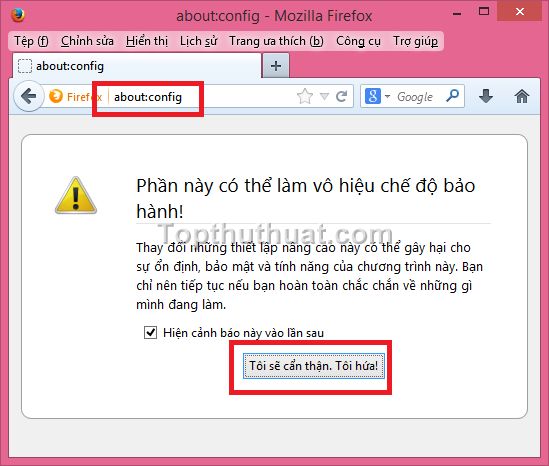 about:config - Mozilla Firefox
Tệp (f) Chỉnh sửa Hiển thị Lịch sử Trang ưa thích (b) Công cụ Trợ giúp
about:config
Firefox about:config Google
Phần này có thể làm vô hiệu chế độ bảo
hành!
Topthuthuat.com
Thay đổi những thiết lập nâng cao này có thể gây hại cho
sự ổn định, bảo mật và tính năng của chương trình này. Bạn
chỉ nên tiếp tục nếu bạn hoàn toàn chắc chắn về những gì
mình đang làm.
Hiện cảnh báo này vào lần sau
Tôi sẽ cẩn thận. Tôi hứa!